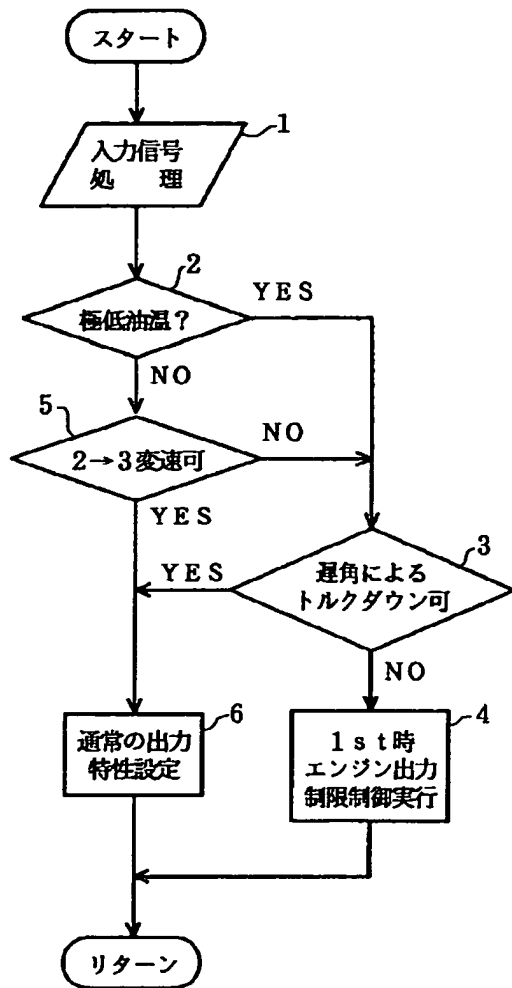 スタート
1
入力信号
処 理
2
YES
極低油温?
NO
5
NO
2→3変速可
YES
3
YES
遅角による
トルクダウン可
NO
6
4
通常の出力
特性設定
1st時
エンジン出力
制限制御実行
リターン